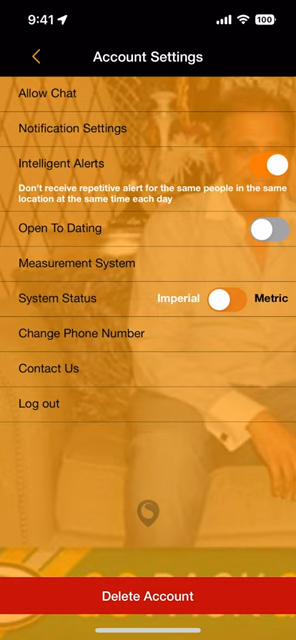 9:41
100
Account Settings
Allow Chat
Notification Settings
Intelligent Alerts
Don't receive repetitive alert for the same people in the same
location at the same time each day
Open To Dating
Measurement System
System Status Imperial Metric
Change Phone Number
Contact Us
Log out
Delete Account